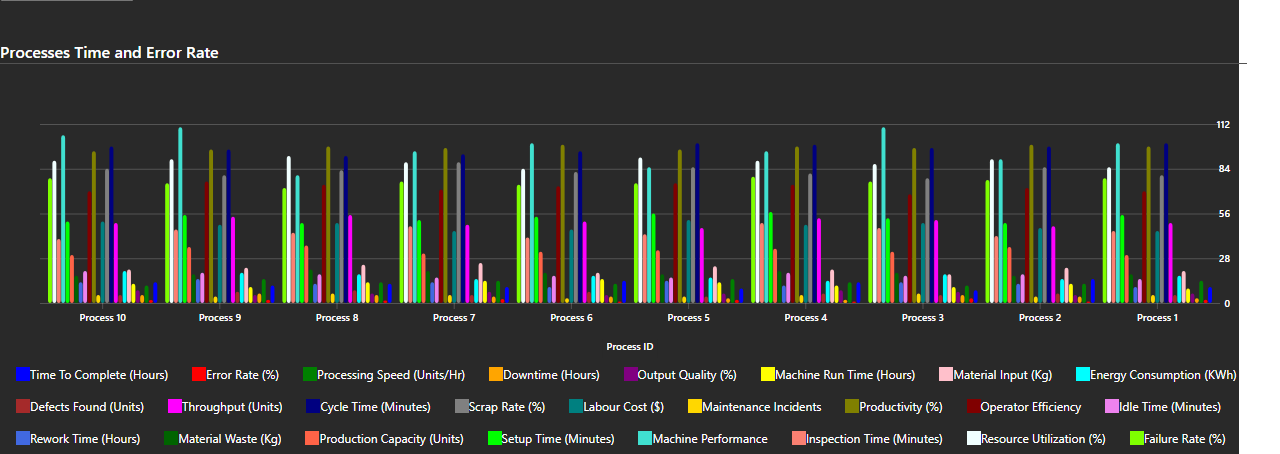 Processes Time and Error Rate
112
84
56
28
0
Process 10 Process 9 Process 8 Process 7 Process 6 Process 5 Process 4 Process 3 Process 2 Process 1
Process ID
Time To Complete (Hours) Error Rate (%) Processing Speed (Units/Hr) Downtime (Hours) Output Quality (%) Machine Run Time (Hours) Material Input (Kg) Energy Consumption (KWh)
Defects Found (Units) Throughput (Units) Cycle Time (Minutes) Scrap Rate (%) Labour Cost ($) Maintenance Incidents Productivity (%) Operator Efficiency Idle Time (Minutes)
Rework Time (Hours) Material Waste (Kg) Production Capacity (Units) Setup Time (Minutes) Machine Performance Inspection Time (Minutes) Resource Utilization (%) Failure Rate (%)